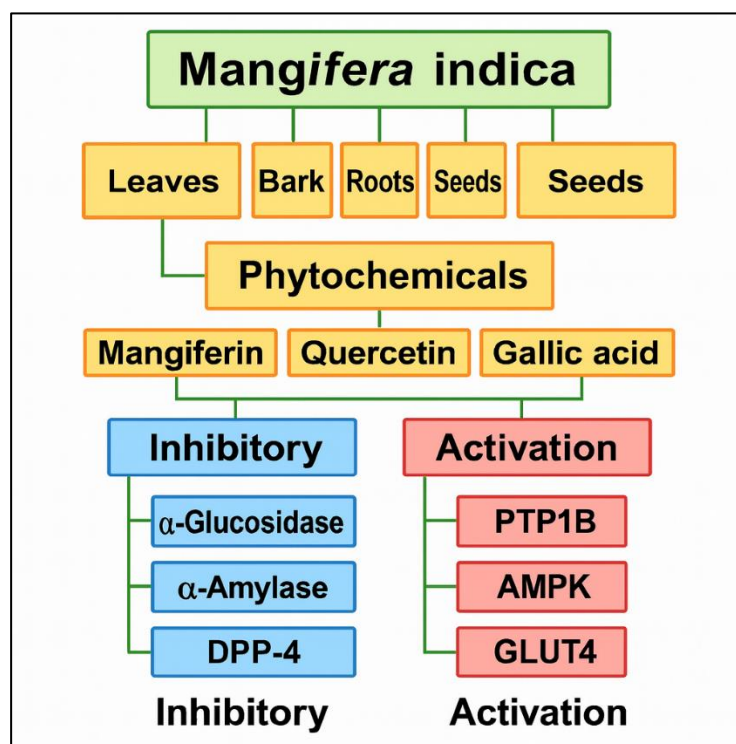 Mangifera indica
Leaves Bark Roots Seeds Seeds
Phytochemicals
Mangiferin Quercetin Gallic acid
Inhibitory Activation
α-Glucosidase PTP1B
α-Amylase AMPK
DPP-4 GLUT4
Inhibitory Activation